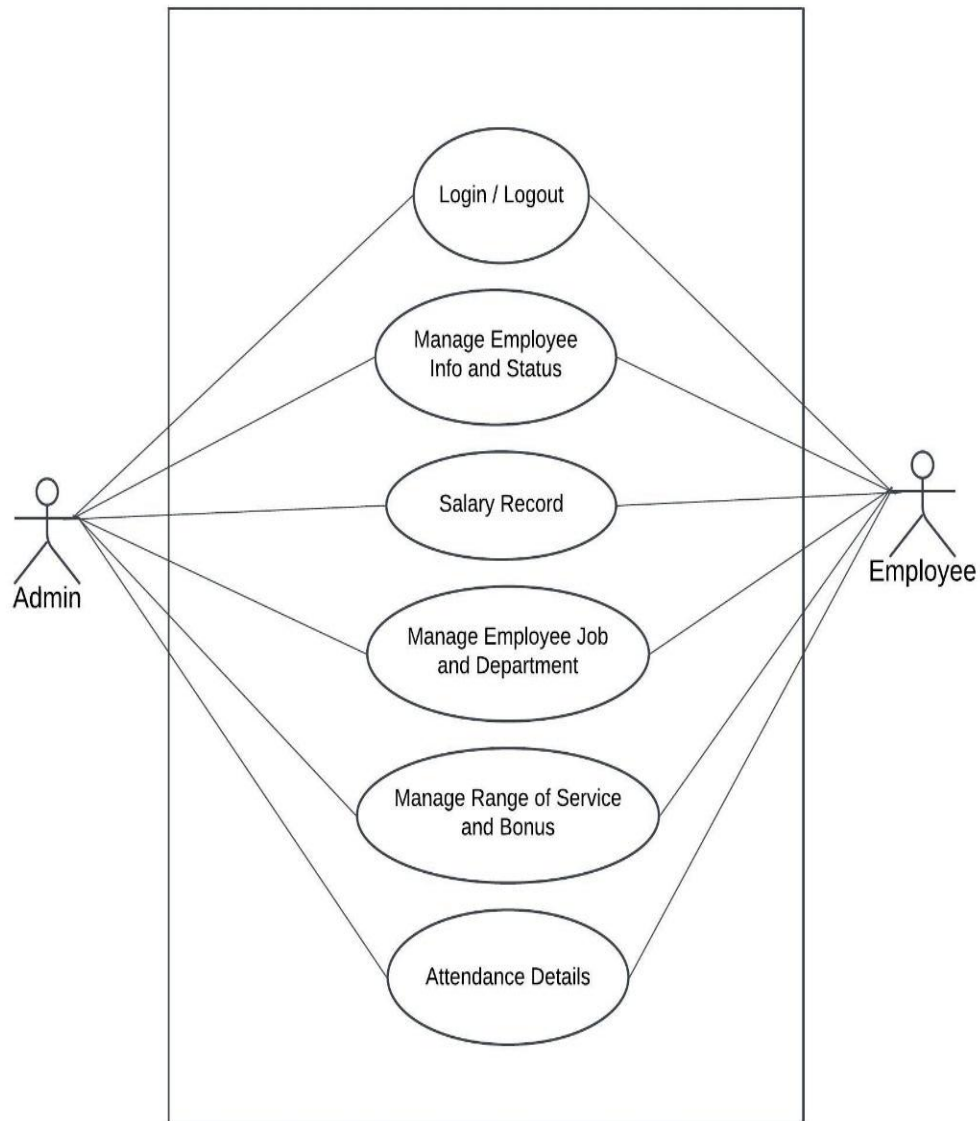 Login / Logout
Manage Employee
Info and Status
Salary Record
Admin
Employee
Manage Employee Job
and Department
Manage Range of Service
and Bonus
Attendance Details